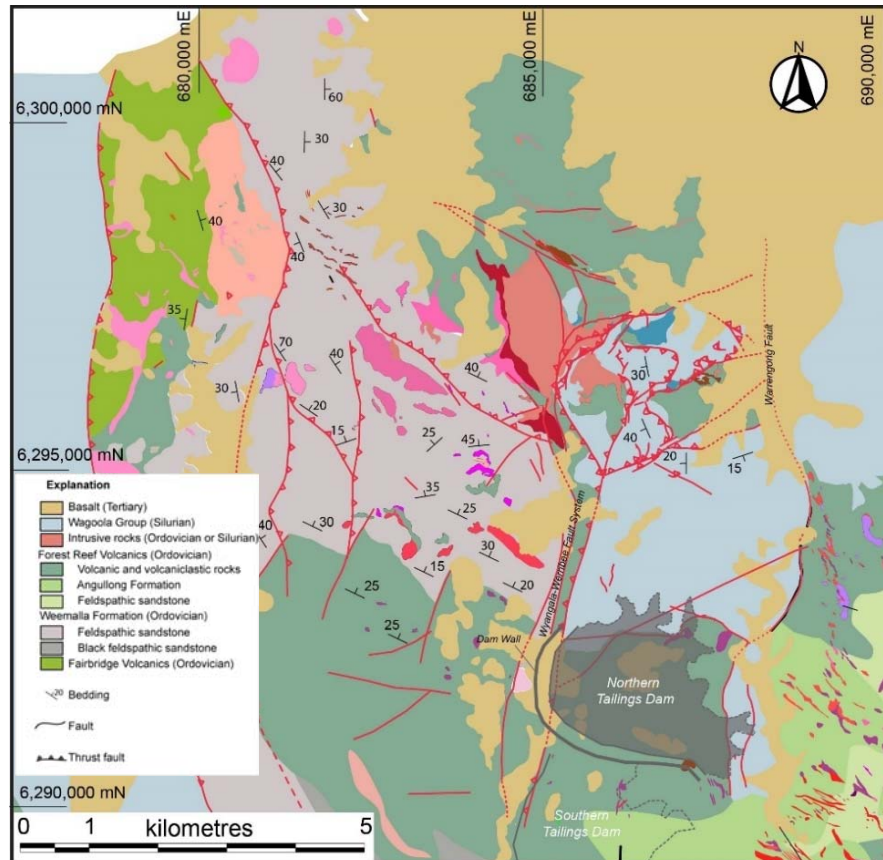 680,000 mE
685,000 mE
690,000 mE
N
6,300,000 mN
60
30
40
30
40
40
35
70
40
30
40
30
20
15
25
45
40
20
15
6,295,000 mN
Warrengong Fault
Explanation
Basalt (Tertiary)
Wagoola Group (Silurian)
Intrusive rocks (Ordovician or Silurian)
Forest Reef Volcanics (Ordovician)
Volcanic and volcaniclastic rocks
Angullong Formation
Feldspathic sandstone
Weemalla Formation (Ordovician)
Feldspathic sandstone
Black feldspathic sandstone
Fairbridge Volcanics (Ordovician)
20 Bedding
Fault
Thrust fault
40
30
35
25
15
30
20
25
25
Wyangala-Werribee Fault System
Dam Wall
Northern
Tailings Dam
Southern
Tailings Dam
6,290,000 mN
0 1 kilometres 5